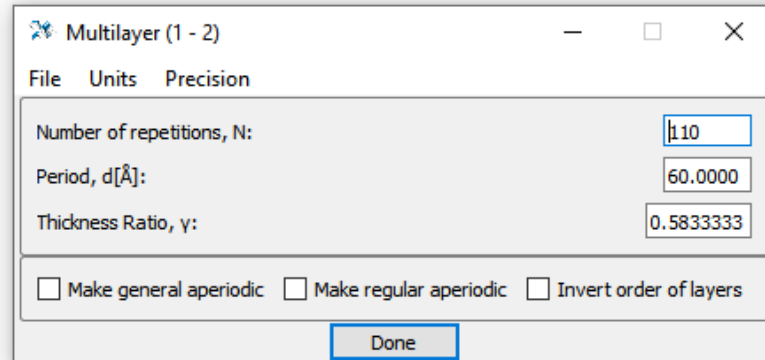 Multilayer (1 - 2)
File Units Precision
Number of repetitions, N: 110
Period, d[Å]: 60.0000
Thickness Ratio, γ: 0.5833333
Make general aperiodic Make regular aperiodic Invert order of layers
Done